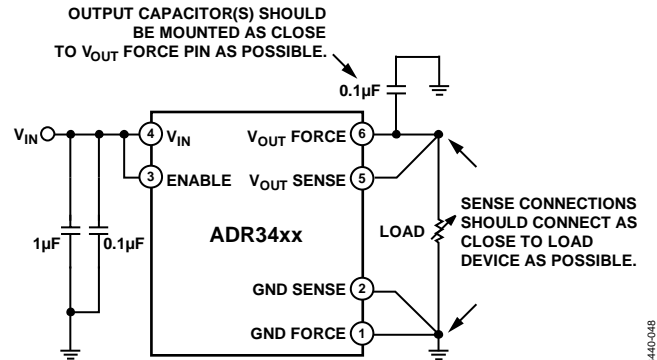 OUTPUT CAPACITOR(S) SHOULD
BE MOUNTED AS CLOSE
TO VOUT FORCE PIN AS POSSIBLE.
0.1µF
VIN
4
VIN
VOUT FORCE
6
3
ENABLE
VOUT SENSE
5
1µF
0.1µF
ADR34xx
LOAD
SENSE CONNECTIONS
SHOULD CONNECT AS
CLOSE TO LOAD
DEVICE AS POSSIBLE.
GND SENSE
2
GND FORCE
1
440-048